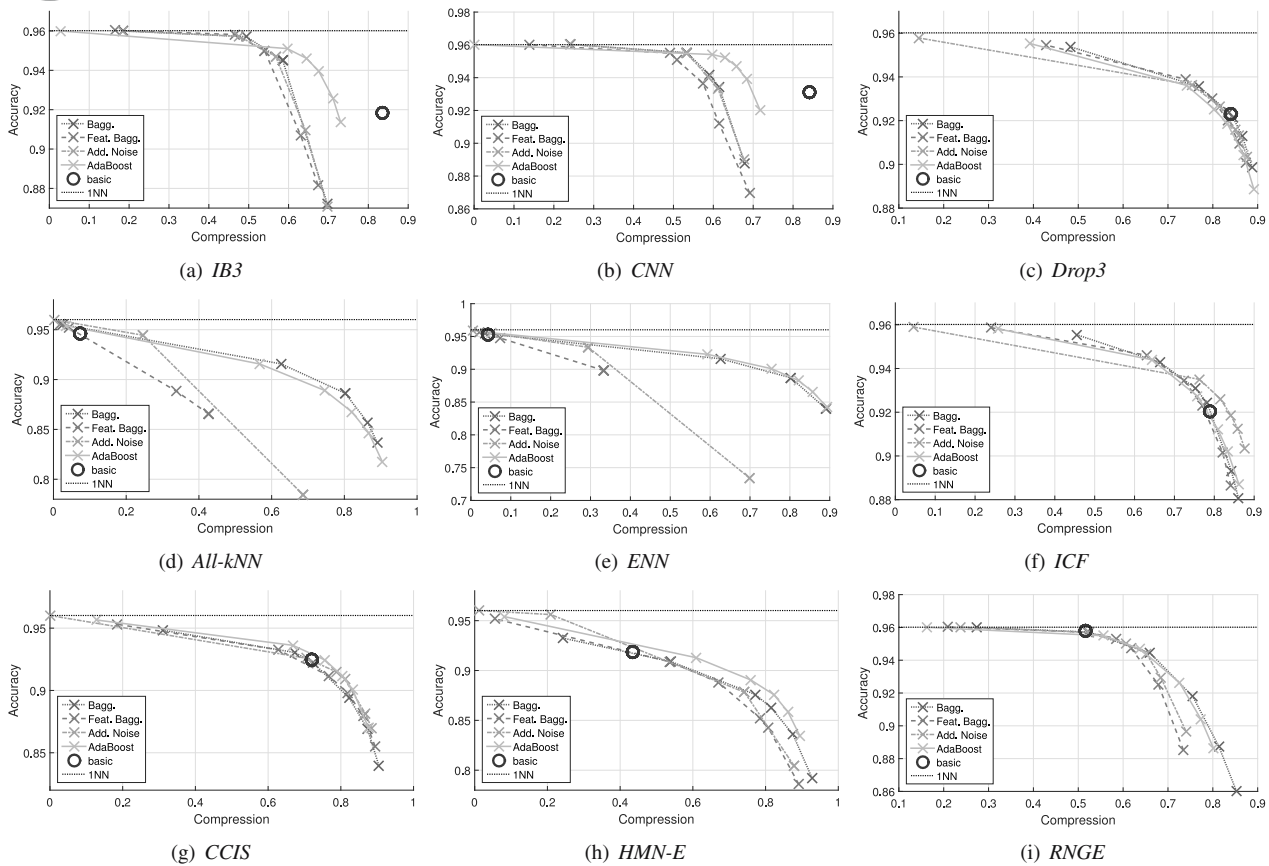 0.96
0.94
0.92
0.9
0.88
Accuracy
Bagg.
Feat. Bagg.
Add. Noise
AdaBoost
basic
1NN
0 0.1 0.2 0.3 0.4 0.5 0.6 0.7 0.8 0.9
Compression
(a) IB3
0.98
0.96
0.94
0.92
0.9
0.88
0.86
Accuracy
Bagg.
Feat. Bagg.
Add. Noise
AdaBoost
basic
1NN
0 0.1 0.2 0.3 0.4 0.5 0.6 0.7 0.8 0.9
Compression
(b) CNN
0.96
0.94
0.92
0.9
0.88
Accuracy
Bagg.
Feat. Bagg.
Add. Noise
AdaBoost
basic
1NN
0.1 0.2 0.3 0.4 0.5 0.6 0.7 0.8 0.9
Compression
(c) Drop3
0.95
0.9
0.85
0.8
Accuracy
Bagg.
Feat. Bagg.
Add. Noise
AdaBoost
basic
1NN
0 0.2 0.4 0.6 0.8 1
Compression
(d) All-kNN
1
0.95
0.9
0.85
0.8
0.75
0.7
Accuracy
Bagg.
Feat. Bagg.
Add. Noise
AdaBoost
basic
1NN
0 0.1 0.2 0.3 0.4 0.5 0.6 0.7 0.8 0.9
Compression
(e) ENN
0.96
0.94
0.92
0.9
0.88
Accuracy
Bagg.
Feat. Bagg.
Add. Noise
AdaBoost
basic
1NN
0 0.1 0.2 0.3 0.4 0.5 0.6 0.7 0.8 0.9
Compression
(f) ICF
0.95
0.9
0.85
Accuracy
Bagg.
Feat. Bagg.
Add. Noise
AdaBoost
basic
1NN
0 0.2 0.4 0.6 0.8 1
Compression
(g) CCIS
0.95
0.9
0.85
0.8
Accuracy
Bagg.
Feat. Bagg.
Add. Noise
AdaBoost
basic
1NN
0 0.2 0.4 0.6 0.8 1
Compression
(h) HMN-E
0.98
0.96
0.94
0.92
0.9
0.88
0.86
Accuracy
Bagg.
Feat. Bagg.
Add. Noise
AdaBoost
basic
1NN
0.1 0.2 0.3 0.4 0.5 0.6 0.7 0.8 0.9
Compression
(i) RNGE